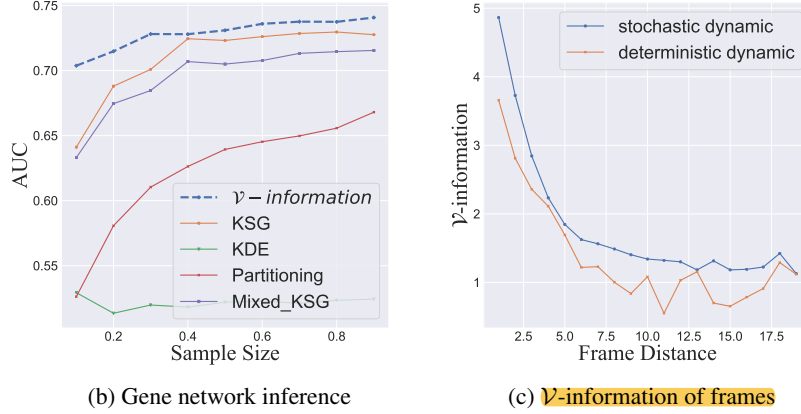 0.75
0.70
0.65
0.60
0.55
AUC
𝒱 − information
KSG
KDE
Partitioning
Mixed_KSG
0.2 0.4 0.6 0.8
Sample Size
(b) Gene network inference
5
4
3
2
1
𝒱-information
stochastic dynamic
deterministic dynamic
2.5 5.0 7.5 10.0 12.5 15.0 17.5
Frame Distance
(c) 𝒱-information of frames